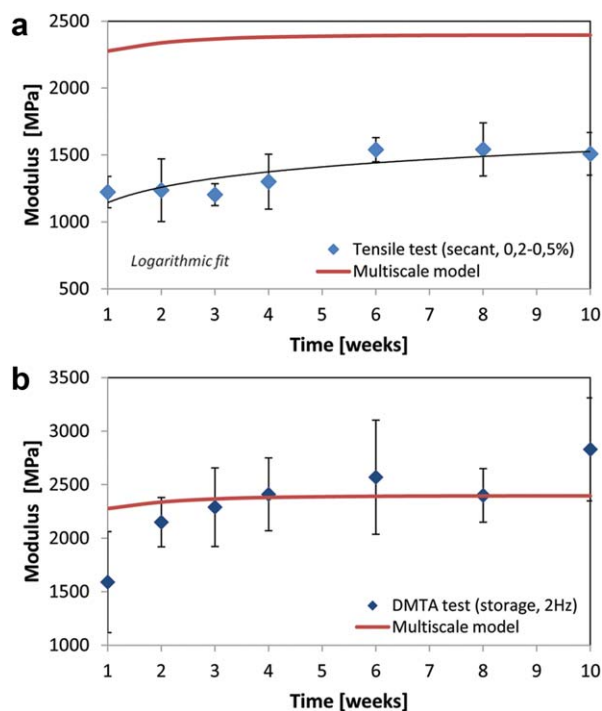 a
Modulus [MPa]
2500
2000
1500
1000
500
Logarithmic fit
Tensile test (secant, 0,2-0,5%)
Multiscale model
1 2 3 4 5 6 7 8 9 10
Time [weeks]
b
Modulus [MPa]
3500
3000
2500
2000
1500
1000
DMTA test (storage, 2Hz)
Multiscale model
1 2 3 4 5 6 7 8 9 10
Time [weeks]